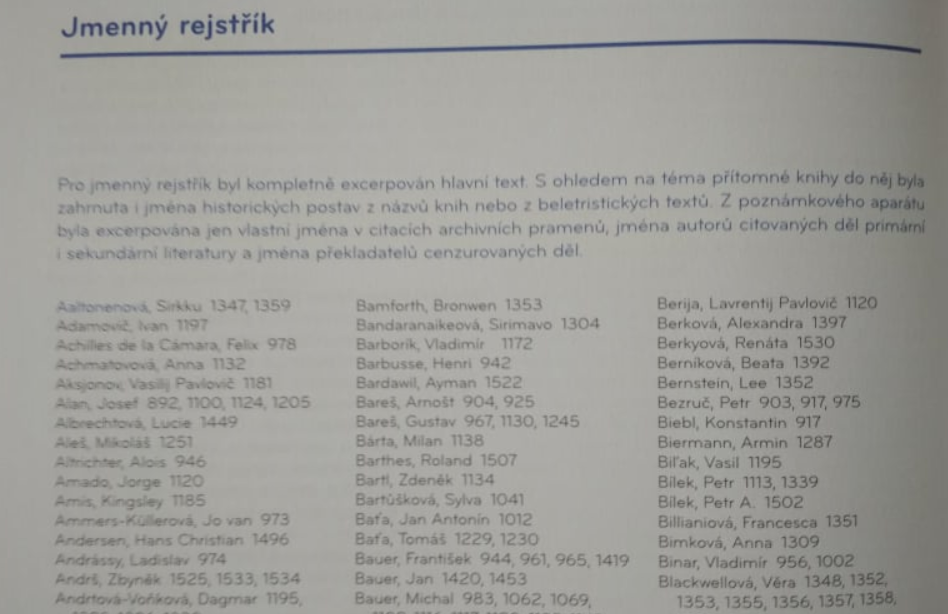 Jmenný rejstřík
Pro jmenný rejstřík byl kompletně excerpován hlavní text. S ohledem na téma přítomné knihy do něj byla
zahrnuta i jména historických postav z názvů knih nebo z beletristických textů. Z poznámkového aparátu
byla excerpována jen vlastní jména v citacích archivních pramenů, jména autorů citovaných děl primární
i sekundární literatury a jména překladatelů cenzurovaných děl.
Aaltonenová, Sirkku 1347, 1359
Adamovič, Ivan 1197
Achilles de la Cámara, Felix 978
Achmatovová, Anna 1132
Aksjonov, Vasilij Pavlovič 1181
Alan, Josef 892, 1100, 1124, 1205
Albrechtová, Lucie 1449
Aleš, Mikoláš 1251
Altrichter, Alois 946
Amado, Jorge 1120
Amis, Kingsley 1185
Ammers-Küllerová, Jo van 973
Andersen, Hans Christian 1496
Andrássy, Ladislav 974
Andrš, Zbyněk 1525, 1533, 1534
Andrtová-Voňková, Dagmar 1195,
Bamforth, Bronwen 1353
Bandaranaikeová, Sirimavo 1304
Barborík, Vladimír 1172
Barbusse, Henri 942
Bardawil, Ayman 1522
Bareš, Arnošt 904, 925
Bareš, Gustav 967, 1130, 1245
Bárta, Milan 1138
Barthes, Roland 1507
Bartl, Zdeněk 1134
Bartůšková, Sylva 1041
Baťa, Jan Antonín 1012
Baťa, Tomáš 1229, 1230
Bauer, František 944, 961, 965, 1419
Bauer, Jan 1420, 1453
Bauer, Michal 983, 1062, 1069,
Berija, Lavrentij Pavlovič 1120
Berková, Alexandra 1397
Berkyová, Renáta 1530
Berníková, Beata 1392
Bernstein, Lee 1352
Bezruč, Petr 903, 917, 975
Biebl, Konstantin 917
Biermann, Armin 1287
Biľak, Vasil 1195
Bílek, Petr 1113, 1339
Bílek, Petr A. 1502
Billianiová, Francesca 1351
Bimková, Anna 1309
Binar, Vladimír 956, 1002
Blackwellová, Věra 1348, 1352,
1353, 1355, 1356, 1357, 1358,